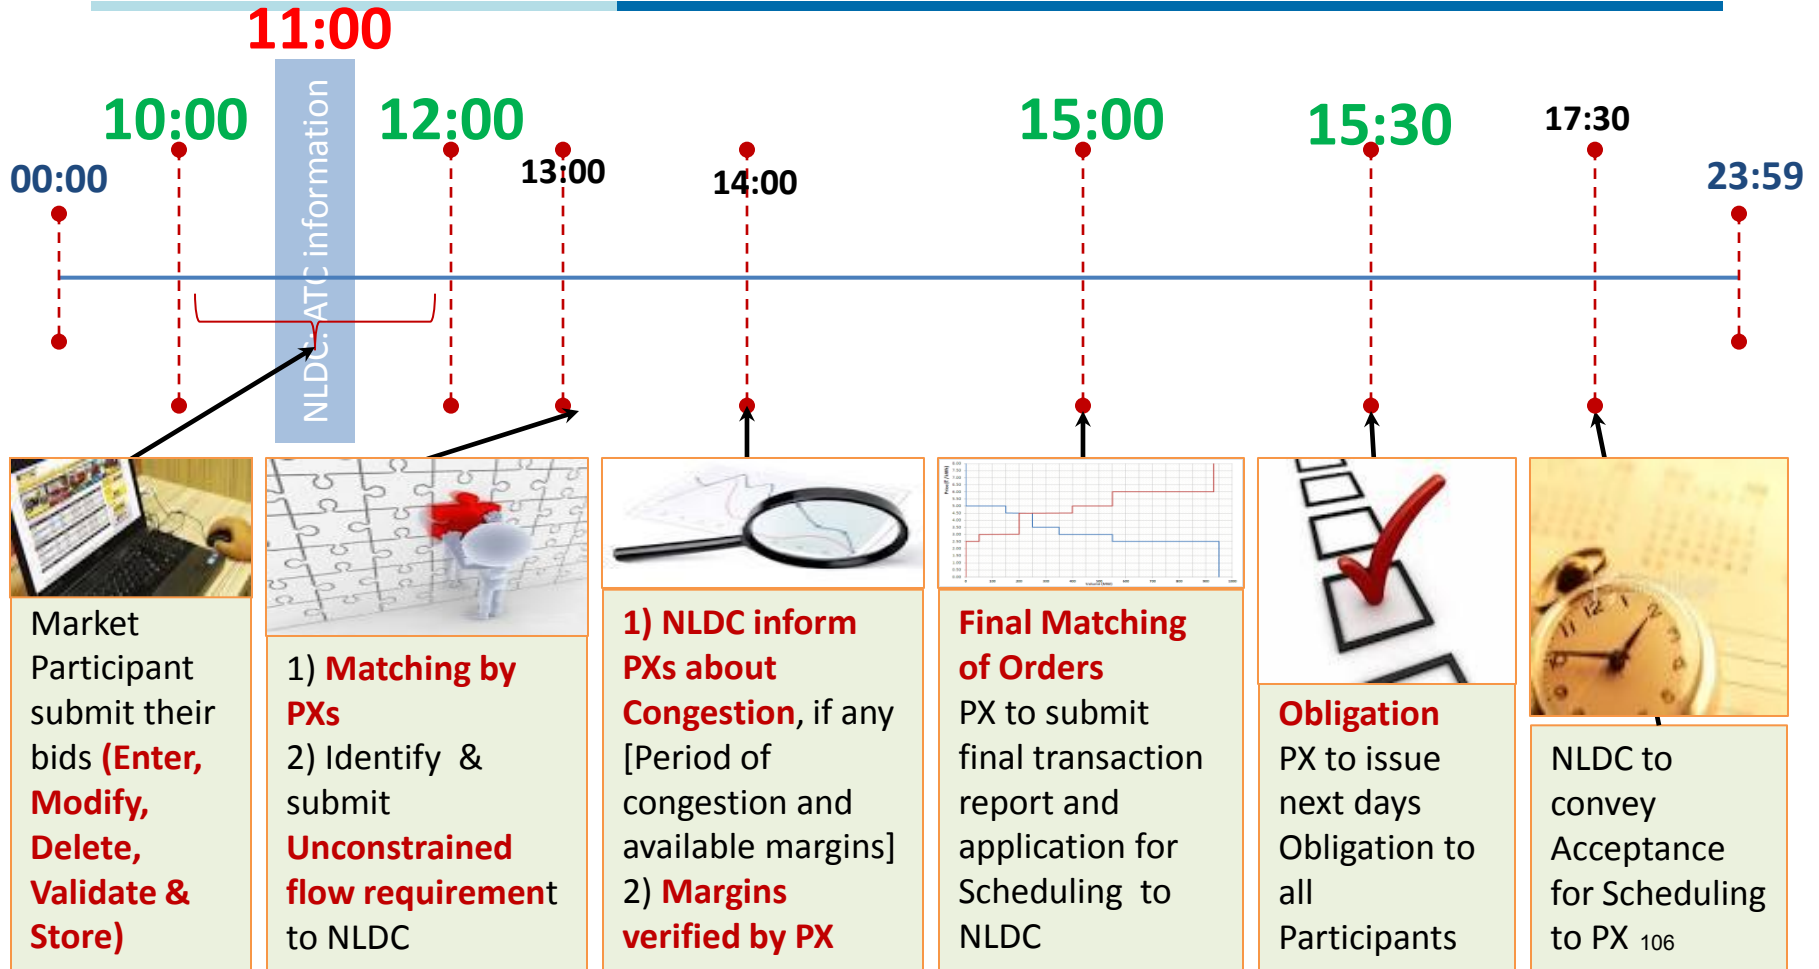 11:00
10:00
12:00
15:00
15:30
17:30
13:00
14:00
00:00
23:59
NLDC: ATC information
Market
Participant
submit their
bids (Enter,
Modify,
Delete,
Validate &
Store)
1) Matching by
PXs
2) Identify &
submit
Unconstrained
flow requirement
to NLDC
1) NLDC inform
PXs about
Congestion, if any
[Period of
congestion and
available margins]
2) Margins
verified by PX
Final Matching
of Orders
PX to submit
final transaction
report and
application for
Scheduling to
NLDC
Obligation
PX to issue
next days
Obligation to
all
Participants
NLDC to
convey
Acceptance
for Scheduling
to PX 106